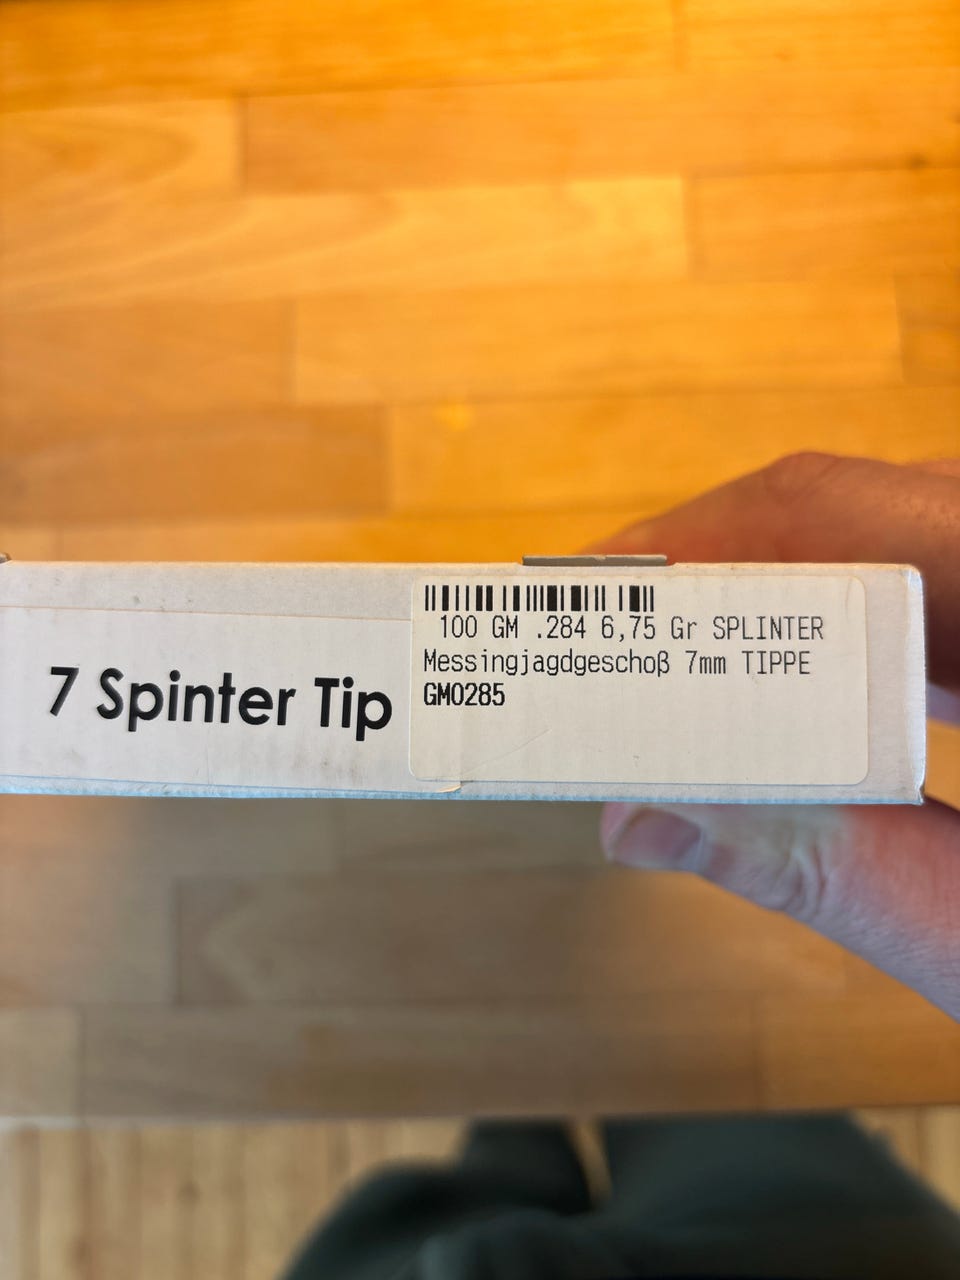 7 Spinter Tip
100 GM .284 6,75 Gr SPLINTER
Messingjagdgeschoß 7mm TIPPE
GM0285